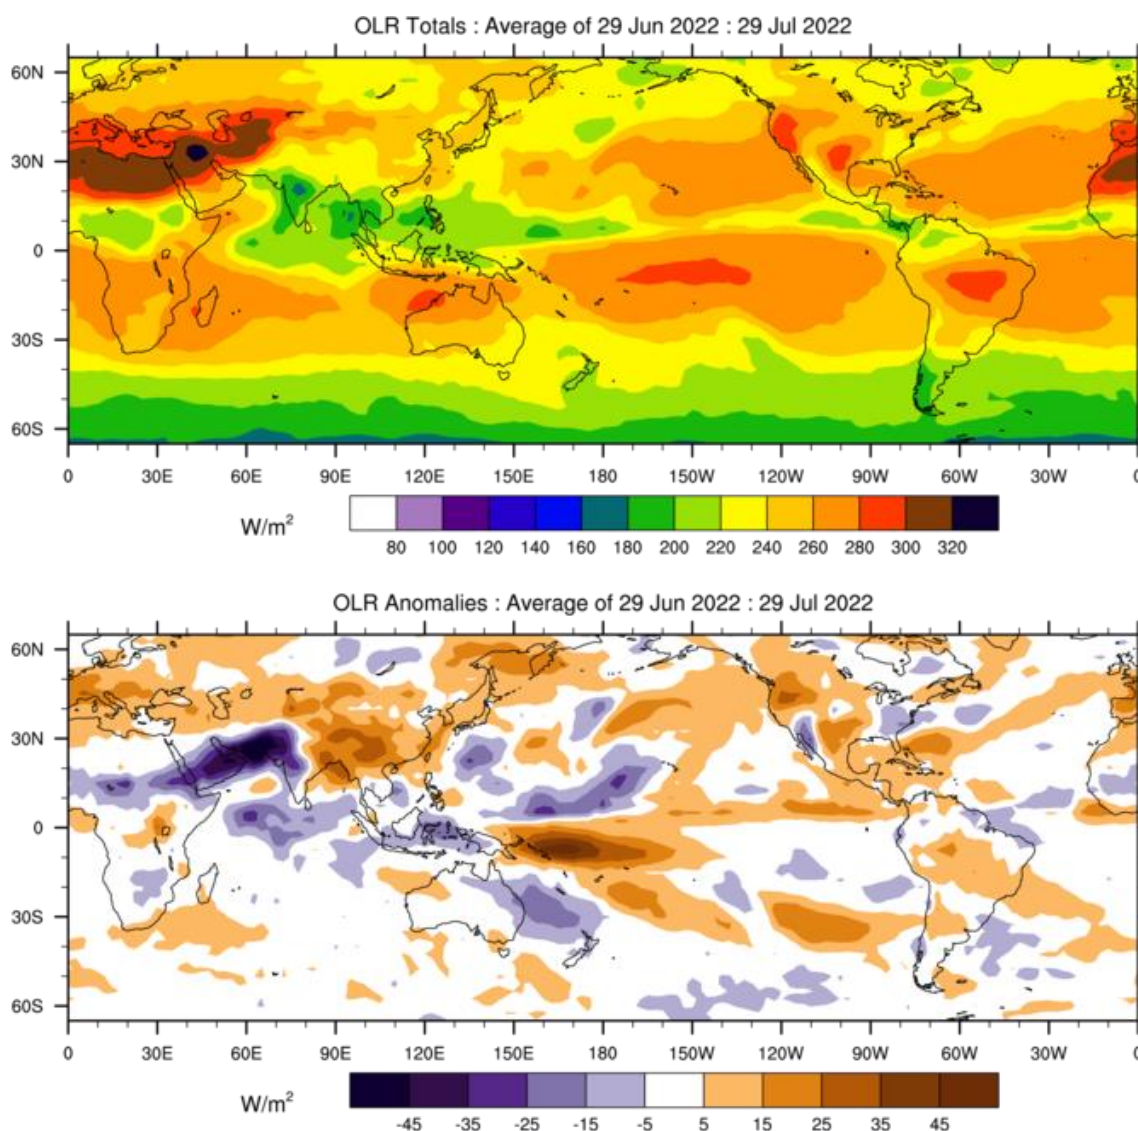 OLR Totals : Average of 29 Jun 2022 : 29 Jul 2022
60N
30N
0
30S
60S
0 30E 60E 90E 120E 150E 180 150W 120W 90W 60W 30W 0
W/m²
80 100 120 140 160 180 200 220 240 260 280 300 320
OLR Anomalies : Average of 29 Jun 2022 : 29 Jul 2022
60N
30N
0
30S
60S
0 30E 60E 90E 120E 150E 180 150W 120W 90W 60W 30W 0
W/m²
-45 -35 -25 -15 -5 5 15 25 35 45